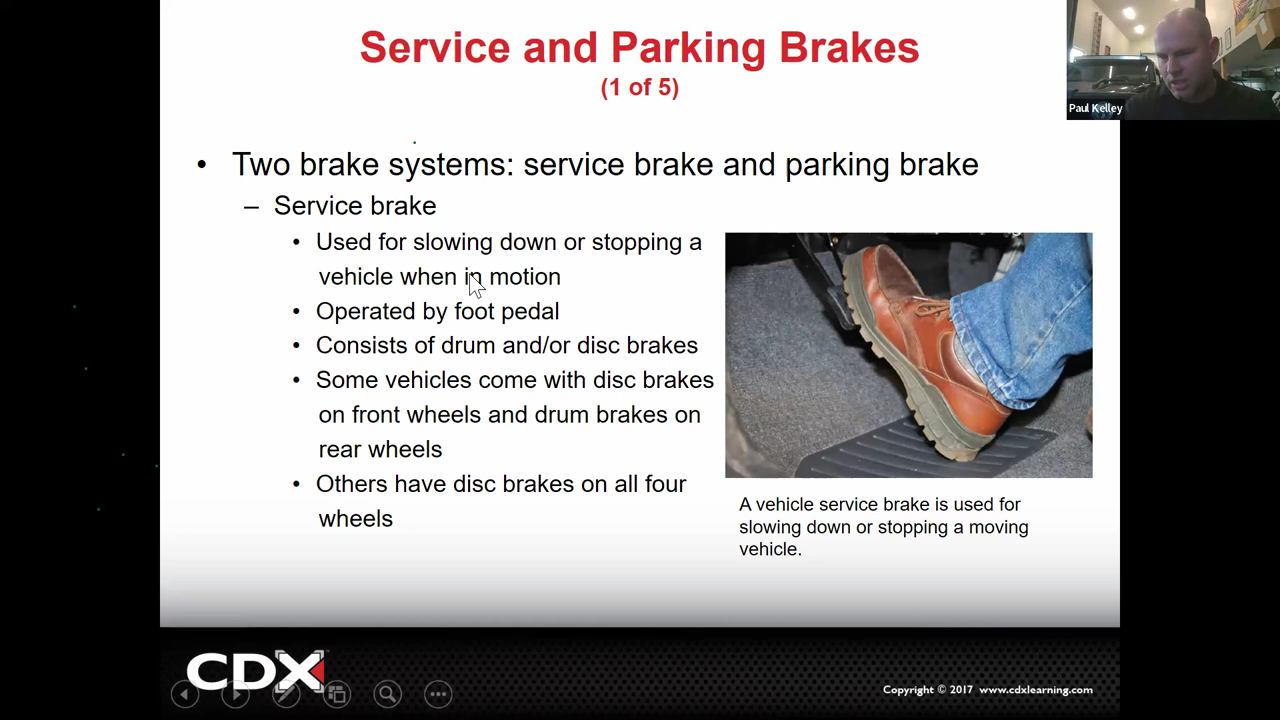 Service and Parking Brakes
(1 of 5)
Paul Kelley
• Two brake systems: service brake and parking brake
– Service brake
• Used for slowing down or stopping a
vehicle when in motion
• Operated by foot pedal
• Consists of drum and/or disc brakes
• Some vehicles come with disc brakes
on front wheels and drum brakes on
rear wheels
• Others have disc brakes on all four
wheels
A vehicle service brake is used for
slowing down or stopping a moving
vehicle.
CDX
Copyright © 2017 www.cdxlearning.com